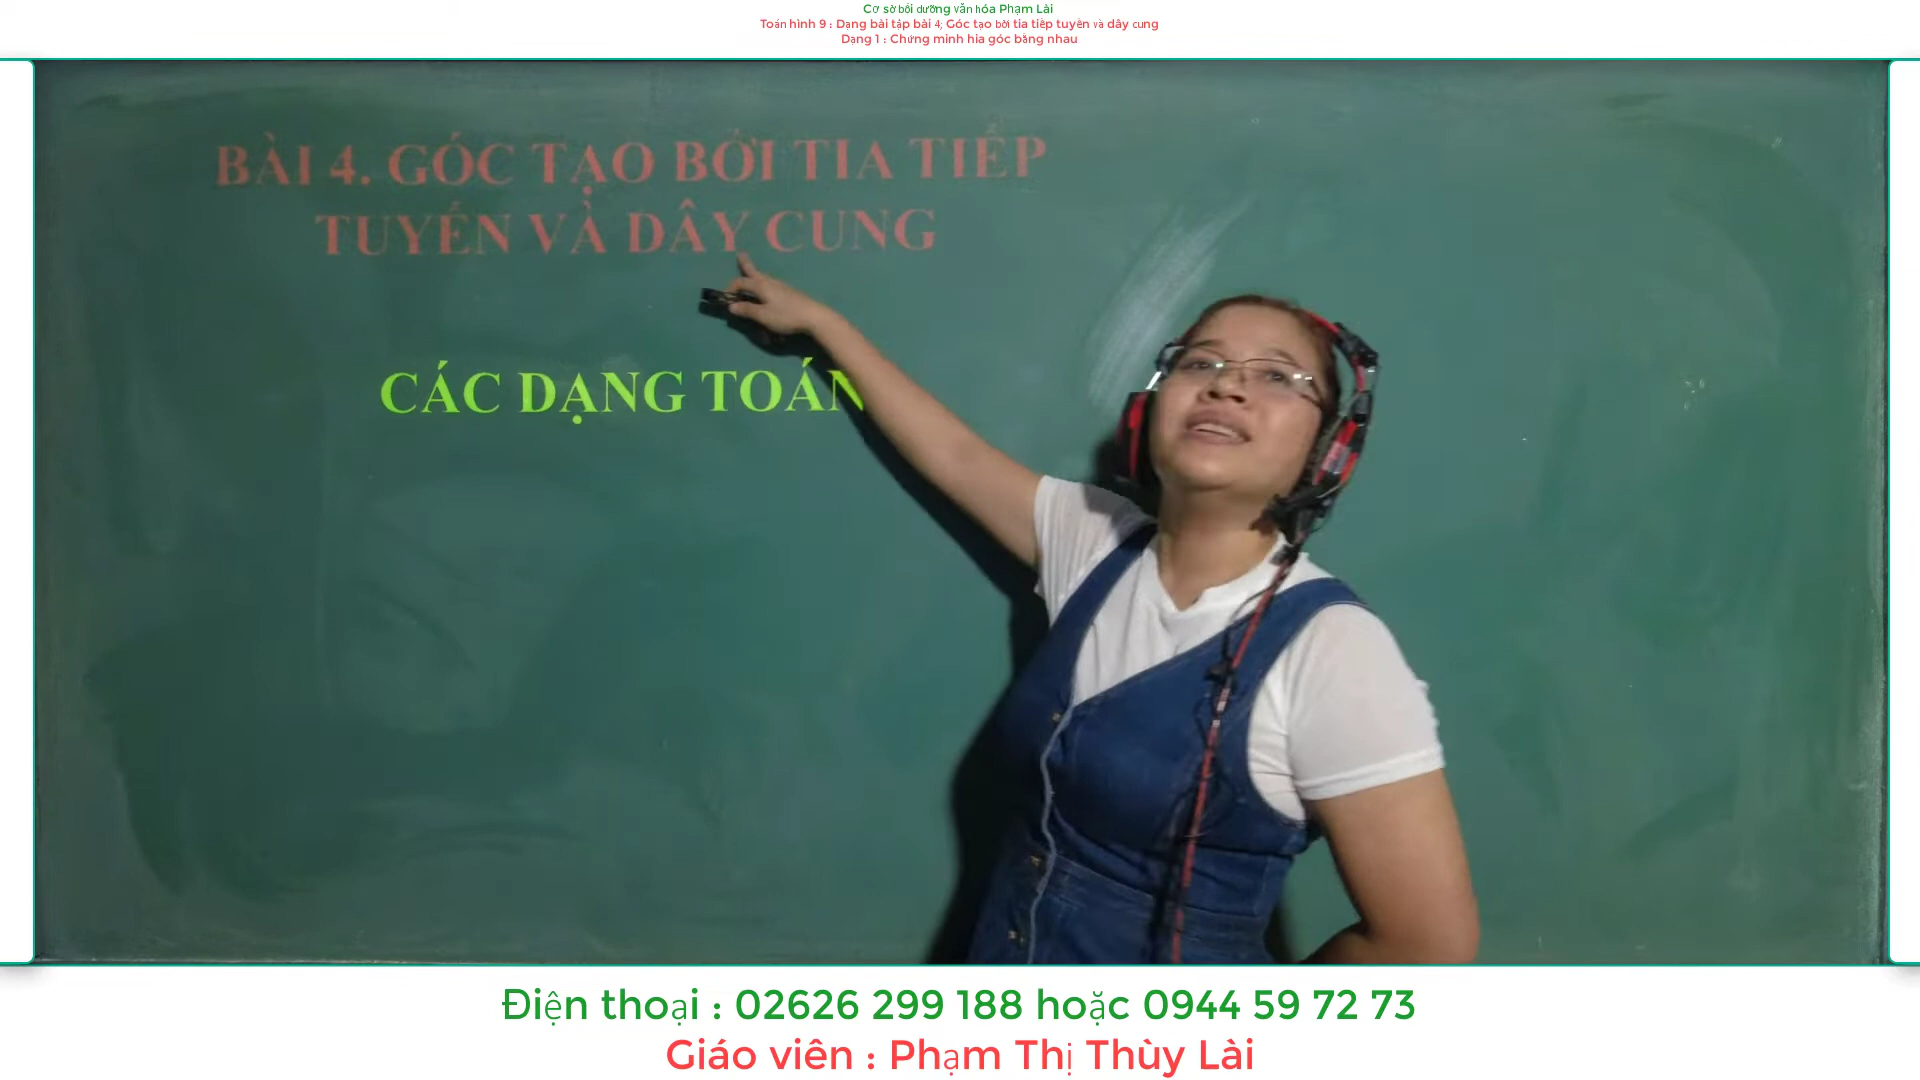 Cơ sở bồi dưỡng văn hóa Phạm Lài
Toán hình 9 : Dạng bài tập bài 4; Góc tạo bởi tia tiếp tuyến và dây cung
Dạng 1 : Chứng minh hia góc bằng nhau
BÀI 4. GÓC TẠO BỞI TIA TIẾP
TUYẾN VÀ DÂY CUNG
CÁC DẠNG TOÁN
Điện thoại : 02626 299 188 hoặc 0944 59 72 73
Giáo viên : Phạm Thị Thùy Lài